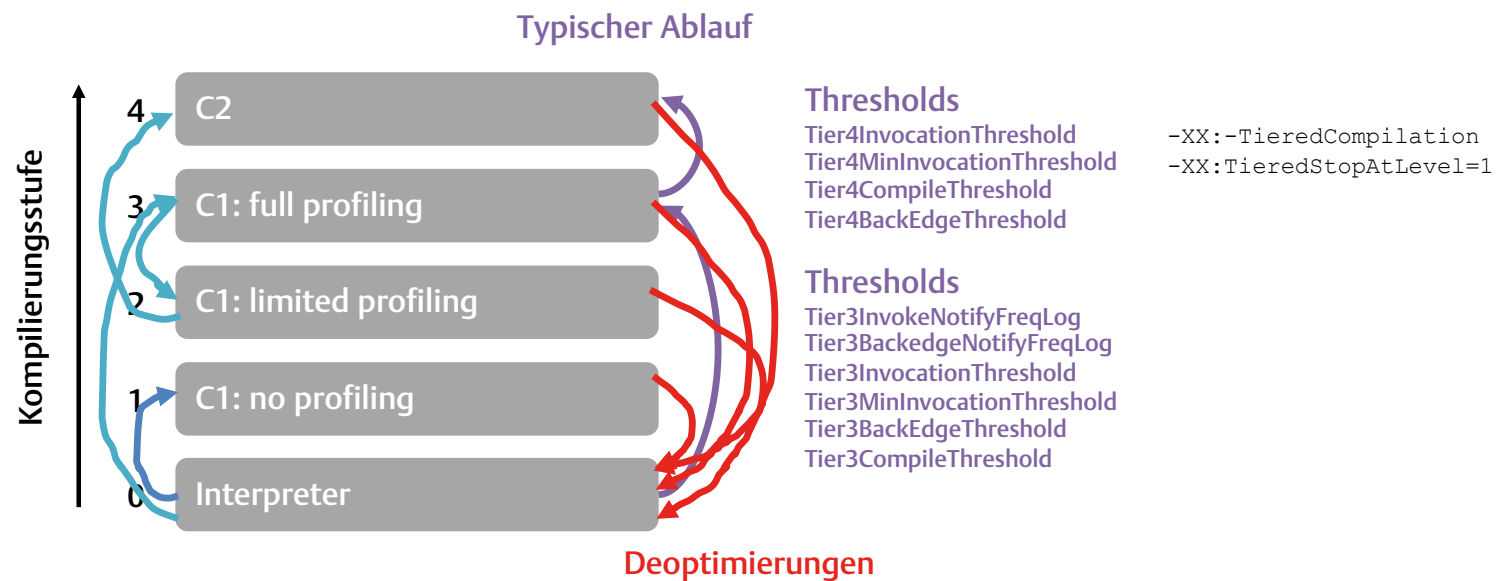 Typischer Ablauf
Kompilierungsstufe
4
C2
3
C1: full profiling
2
C1: limited profiling
1
C1: no profiling
0
Interpreter
Thresholds
Tier4InvocationThreshold
Tier4MinInvocationThreshold
Tier4CompileThreshold
Tier4BackEdgeThreshold
-XX:-TieredCompilation
-XX:TieredStopAtLevel=1
Thresholds
Tier3InvokeNotifyFreqLog
Tier3BackedgeNotifyFreqLog
Tier3InvocationThreshold
Tier3MinInvocationThreshold
Tier3BackEdgeThreshold
Tier3CompileThreshold
Deoptimierungen